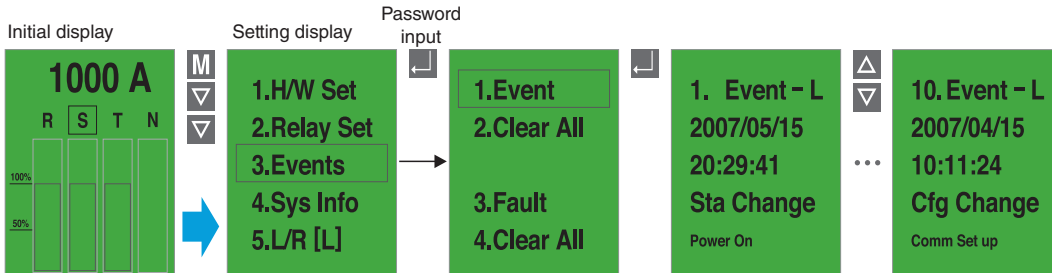 Initial display
1000 A
R S T N
100%
50%
M
Setting display
1.H/W Set
2.Relay Set
3.Events
4.Sys Info
5.L/R [L]
Password
input
1.Event
2.Clear All
3.Fault
4.Clear All
1. Event – L
2007/05/15
20:29:41
Sta Change
Power On
...
10. Event – L
2007/04/15
10:11:24
Cfg Change
Comm Set up